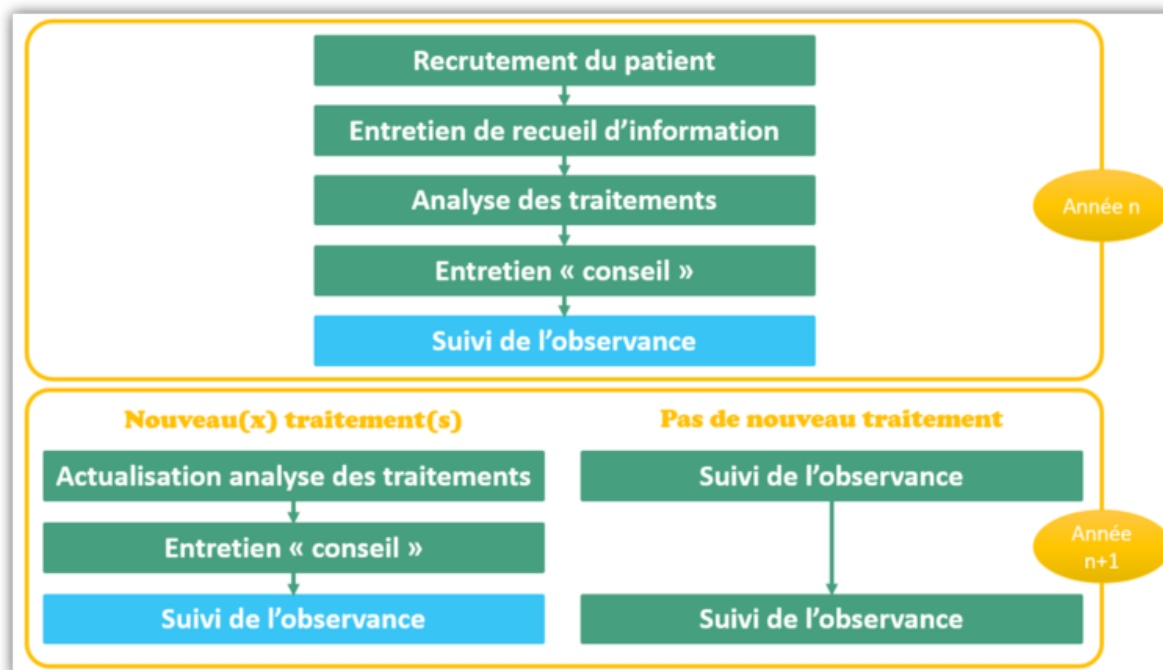 Recrutement du patient
Entretien de recueil d’information
Analyse des traitements
Année n
Entretien « conseil »
Suivi de l’observance
Nouveau(x) traitement(s)
Pas de nouveau traitement
Actualisation analyse des traitements
Suivi de l’observance
Entretien « conseil »
Année
n+1
Suivi de l’observance
Suivi de l’observance